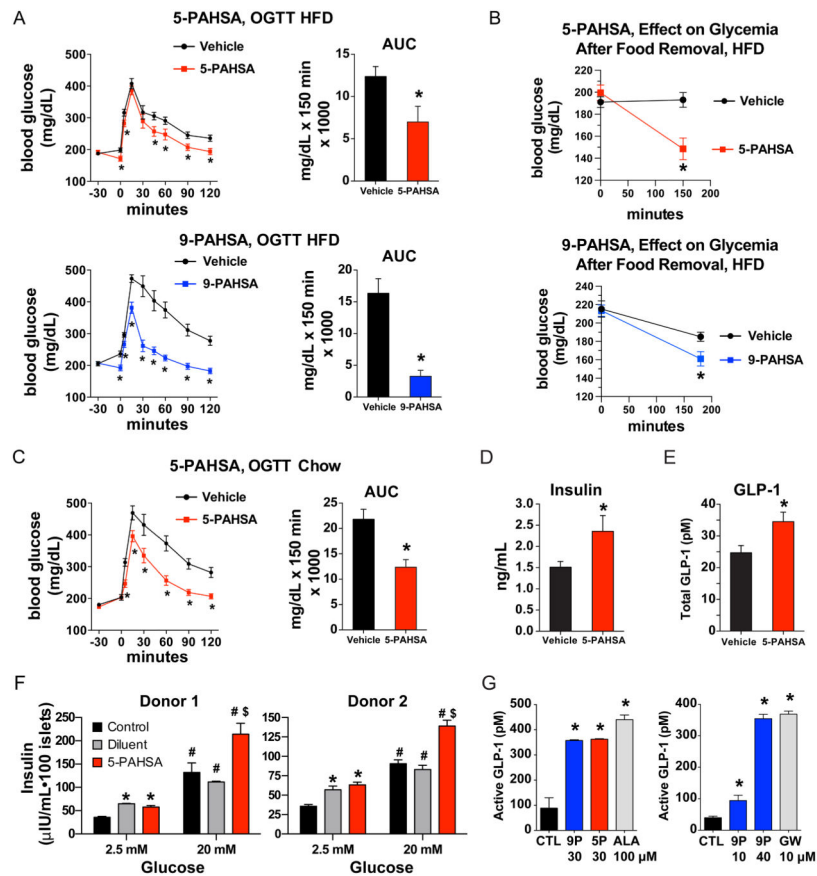 A
5-PAHSA, OGTT HFD
Vehicle
5-PAHSA
500
400
300
200
100
blood glucose
(mg/dL)
* * * * * *
-30 0 30 60 90 120
minutes
AUC
15
10
5
0
mg/dL x 150 min
x 1000
*
Vehicle 5-PAHSA
9-PAHSA, OGTT HFD
Vehicle
9-PAHSA
500
400
300
200
100
blood glucose
(mg/dL)
* * * * * * * *
-30 0 30 60 90 120
minutes
AUC
20
15
10
5
0
mg/dL x 150 min
x 1000
*
Vehicle 9-PAHSA
B
5-PAHSA, Effect on Glycemia
After Food Removal, HFD
220
200
180
160
140
120
blood glucose
(mg/dL)
Vehicle
5-PAHSA
*
0 50 100 150 200
minutes
9-PAHSA, Effect on Glycemia
After Food Removal, HFD
240
220
200
180
160
140
120
blood glucose
(mg/dL)
Vehicle
9-PAHSA
*
0 50 100 150 200
minutes
C
5-PAHSA, OGTT Chow
Vehicle
5-PAHSA
500
400
300
200
100
blood glucose
(mg/dL)
* * * * * *
-30 0 30 60 90 120
minutes
AUC
25
20
15
10
5
0
mg/dL x 150 min
x 1000
*
Vehicle 5-PAHSA
D
Insulin
3.0
2.5
2.0
1.5
1.0
0.5
0.0
ng/mL
*
Vehicle 5-PAHSA
E
GLP-1
40
30
20
10
0
Total GLP-1 (pM)
*
Vehicle 5-PAHSA
F
Donor 1
Control
Diluent
5-PAHSA
250
200
150
100
50
0
Insulin
(µIU/mL•100 islets)
* * # # # $
2.5 mM 20 mM
Glucose
Donor 2
150
100
50
0
* * # # # $
2.5 mM 20 mM
Glucose
G
500
400
300
200
100
0
Active GLP-1 (pM)
* * *
CTL 9P 5P ALA
30 30 100 µM
400
300
200
100
0
Active GLP-1 (pM)
* * *
CTL 9P 9P GW
10 40 10 µM